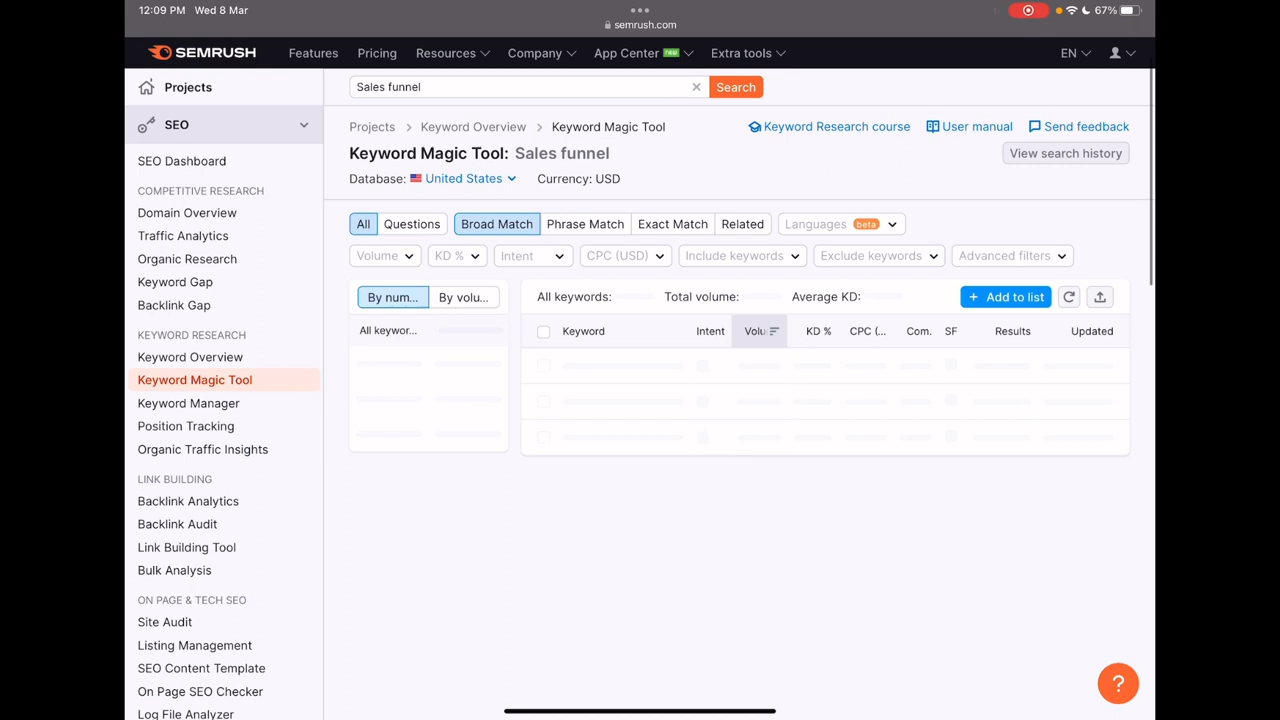 12:09 PM Wed 8 Mar
67%
semrush.com
SEMRUSH
Features Pricing Resources Company App Center new Extra tools EN
Projects
SEO
SEO Dashboard
COMPETITIVE RESEARCH
Domain Overview
Traffic Analytics
Organic Research
Keyword Gap
Backlink Gap
KEYWORD RESEARCH
Keyword Overview
Keyword Magic Tool
Keyword Manager
Position Tracking
Organic Traffic Insights
LINK BUILDING
Backlink Analytics
Backlink Audit
Link Building Tool
Bulk Analysis
ON PAGE & TECH SEO
Site Audit
Listing Management
SEO Content Template
On Page SEO Checker
Log File Analyzer
Sales funnel Search
Projects > Keyword Overview > Keyword Magic Tool
Keyword Research course User manual Send feedback
Keyword Magic Tool: Sales funnel
View search history
Database: United States Currency: USD
All Questions Broad Match Phrase Match Exact Match Related Languages beta
Volume KD % Intent CPC (USD) Include keywords Exclude keywords Advanced filters
By num... By volu...
All keywor...
All keywords: Total volume: Average KD: + Add to list
Keyword Intent Volu KD % CPC (... Com. SF Results Updated
?